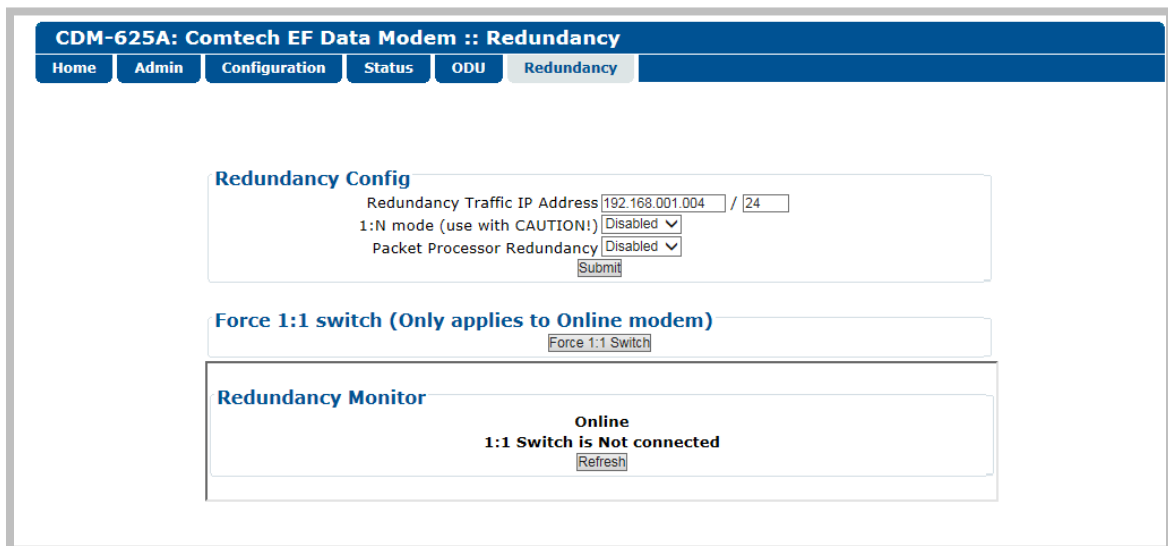 CDM-625A: Comtech EF Data Modem :: Redundancy
Home Admin Configuration Status ODU Redundancy
Redundancy Config
Redundancy Traffic IP Address 192.168.001.004 / 24
1:N mode (use with CAUTION!) Disabled
Packet Processor Redundancy Disabled
Submit
Force 1:1 switch (Only applies to Online modem)
Force 1:1 Switch
Redundancy Monitor
Online
1:1 Switch is Not connected
Refresh